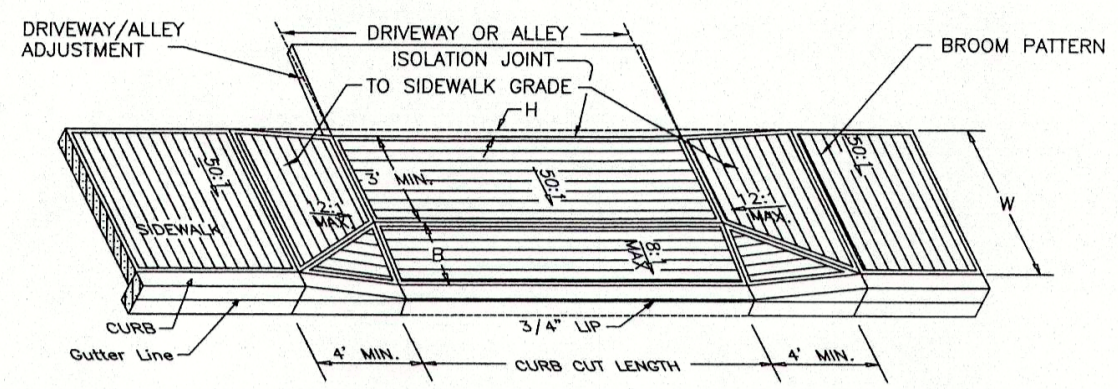 DRIVEWAY/ALLEY
ADJUSTMENT
DRIVEWAY OR ALLEY
ISOLATION JOINT
TO SIDEWALK GRADE
H
BROOM PATTERN
50:1
3' MIN.
50:1
50:1
12:1
MAX.
12:1
MAX.
W
SIDEWALK
B
8:1
MAX
CURB
Gutter Line
3/4" LIP
4' MIN.
CURB CUT LENGTH
4' MIN.